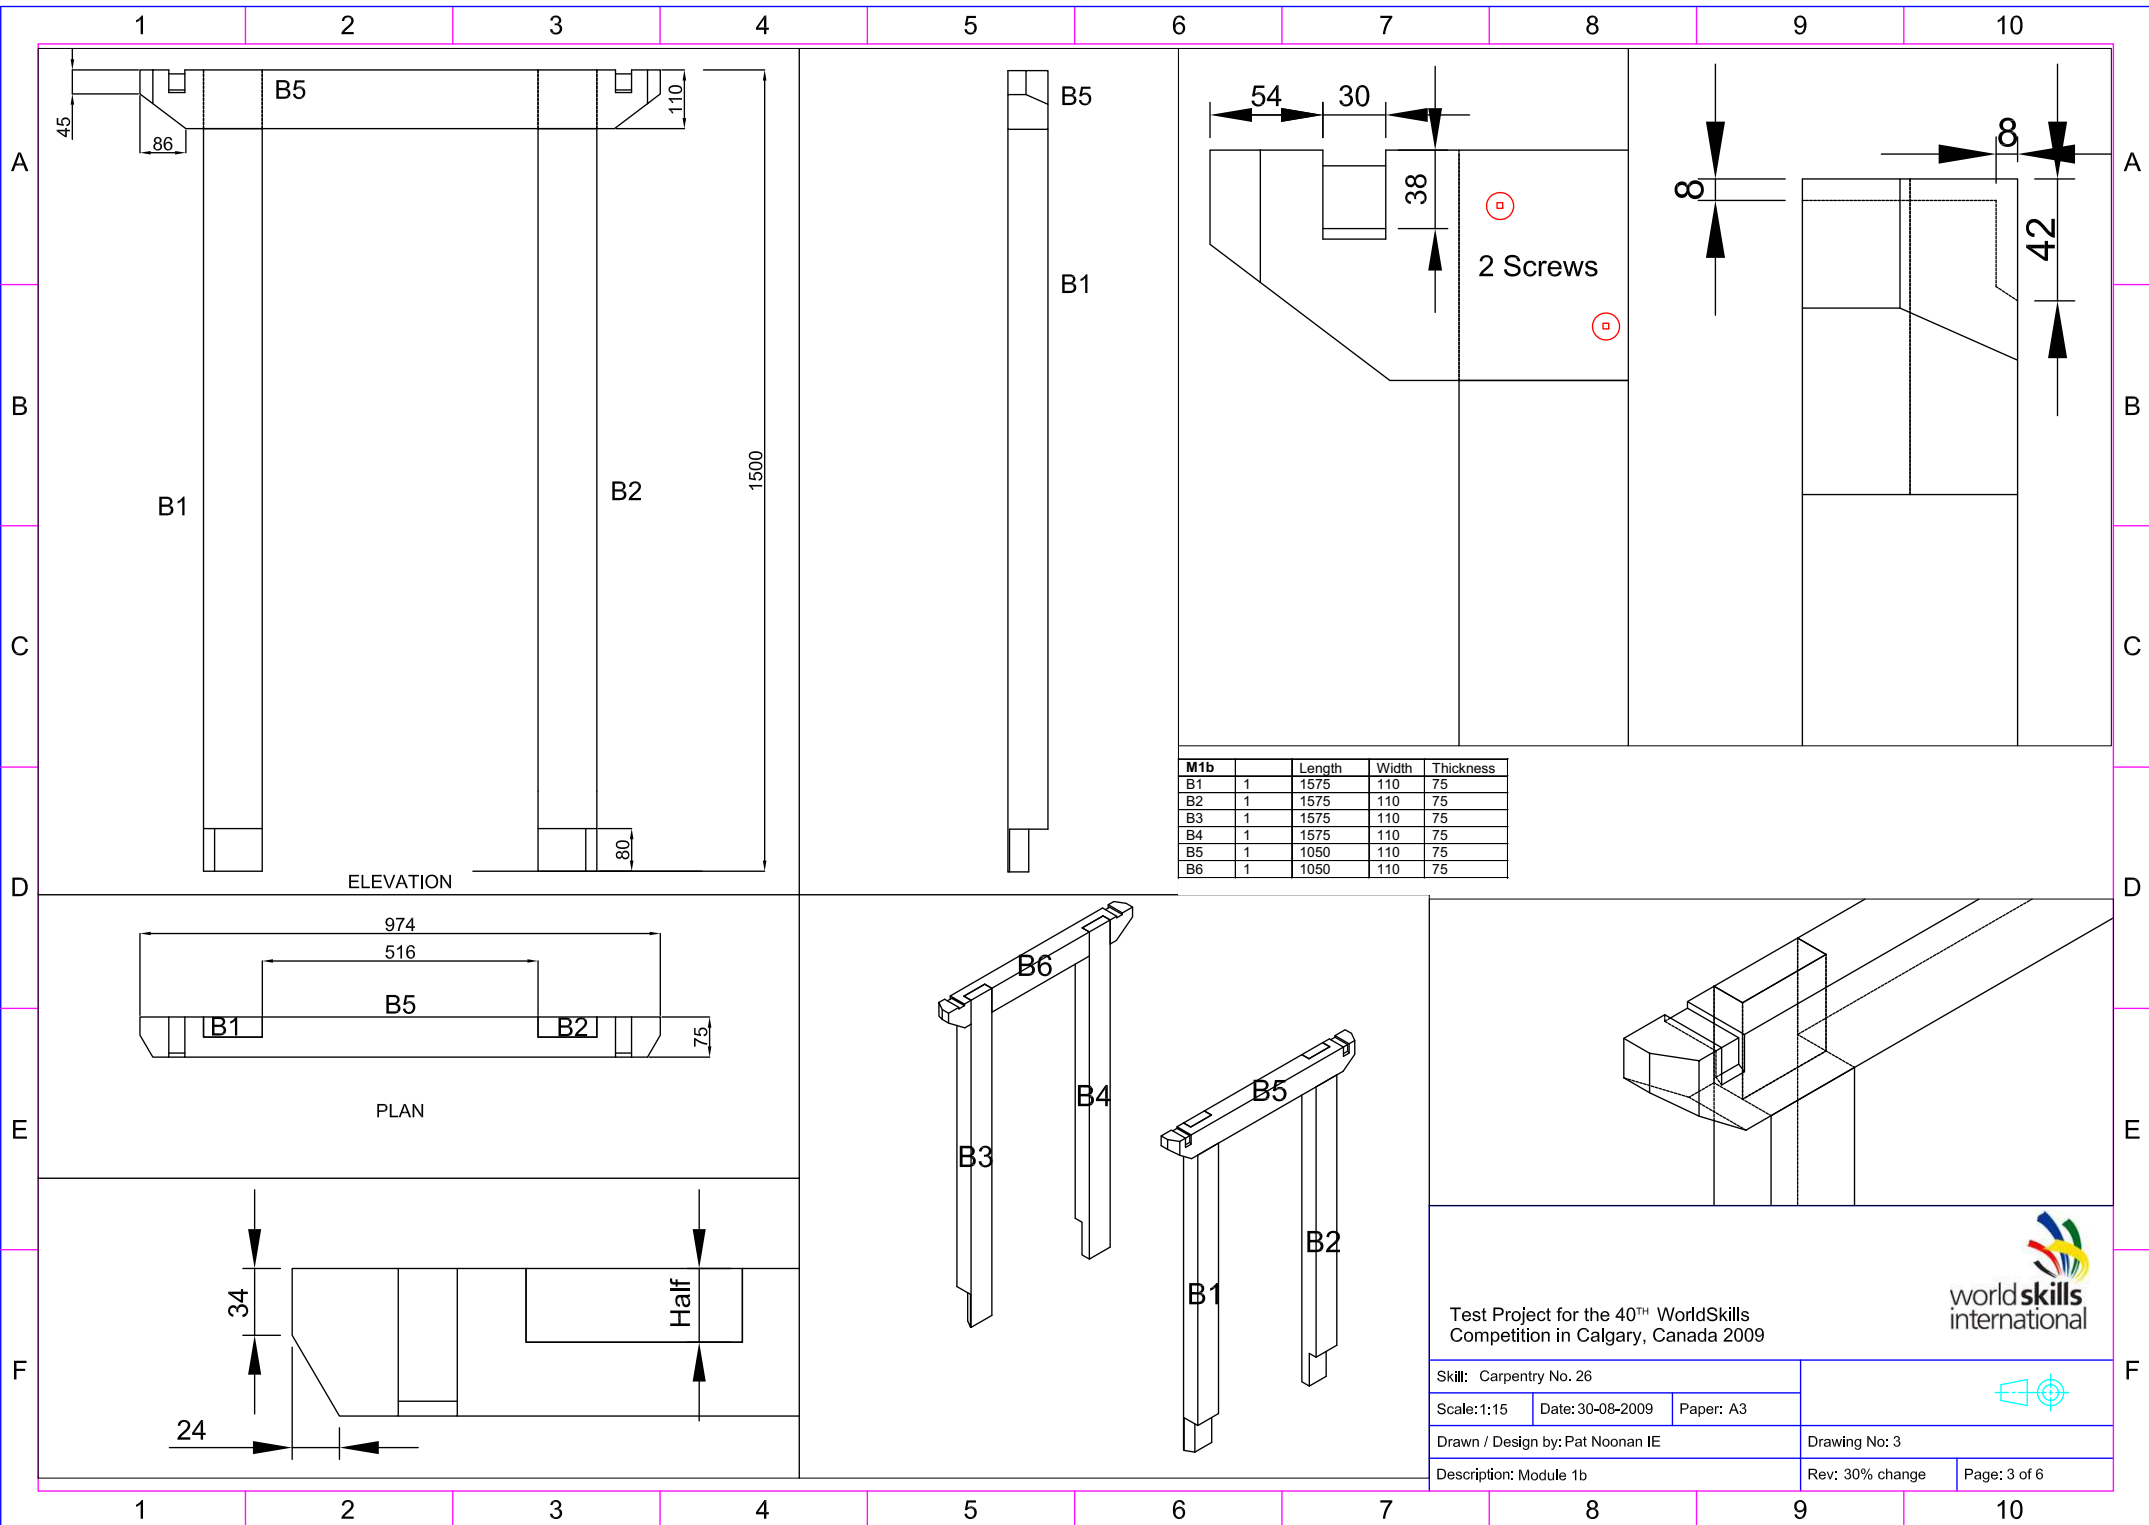 1 2 3 4 5 6 7 8 9 10
A
B
C
D
E
F
A
B
C
D
E
F
B5
45
86
110
B1
B2
1500
80
ELEVATION
B5
B1
54 30
38
2 Screws
8
8
42
M1b Length Width Thickness
B1 1 1575 110 75
B2 1 1575 110 75
B3 1 1575 110 75
B4 1 1575 110 75
B5 1 1050 110 75
B6 1 1050 110 75
974
516
B5
B1 B2
75
PLAN
34
24
Half
B6
B4
B3
B5
B2
B1
world skills
international
Test Project for the 40TH WorldSkills
Competition in Calgary, Canada 2009
Skill: Carpentry No. 26
Scale:1:15 Date:30-08-2009 Paper: A3
Drawn / Design by: Pat Noonan IE Drawing No: 3
Description: Module 1b Rev: 30% change Page: 3 of 6
1 2 3 4 5 6 7 8 9 10